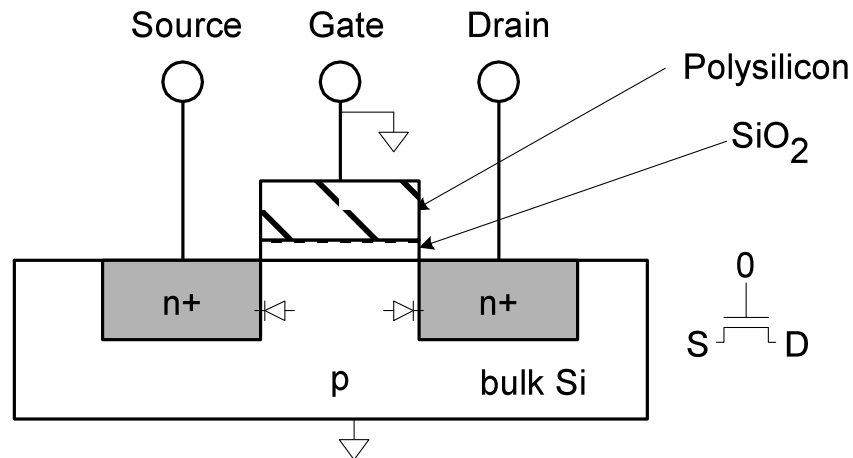 Source Gate Drain
Polysilicon
SiO₂
n+ n+
0
S D
p bulk Si